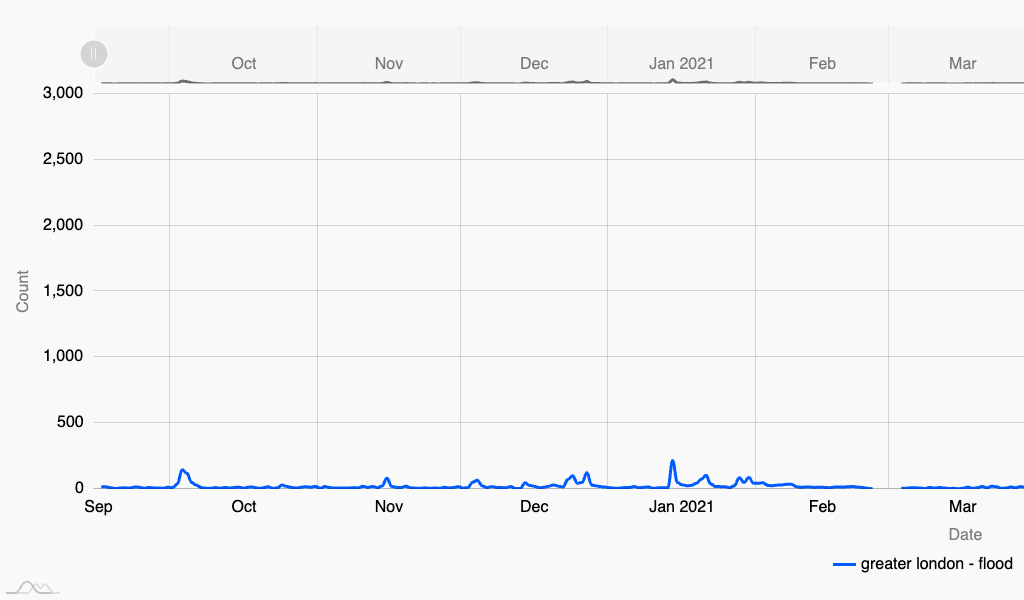 Oct Nov Dec Jan 2021 Feb Mar
3,000
2,500
2,000
1,500
1,000
500
0
Count
Sep Oct Nov Dec Jan 2021 Feb Mar
Date
greater london - flood